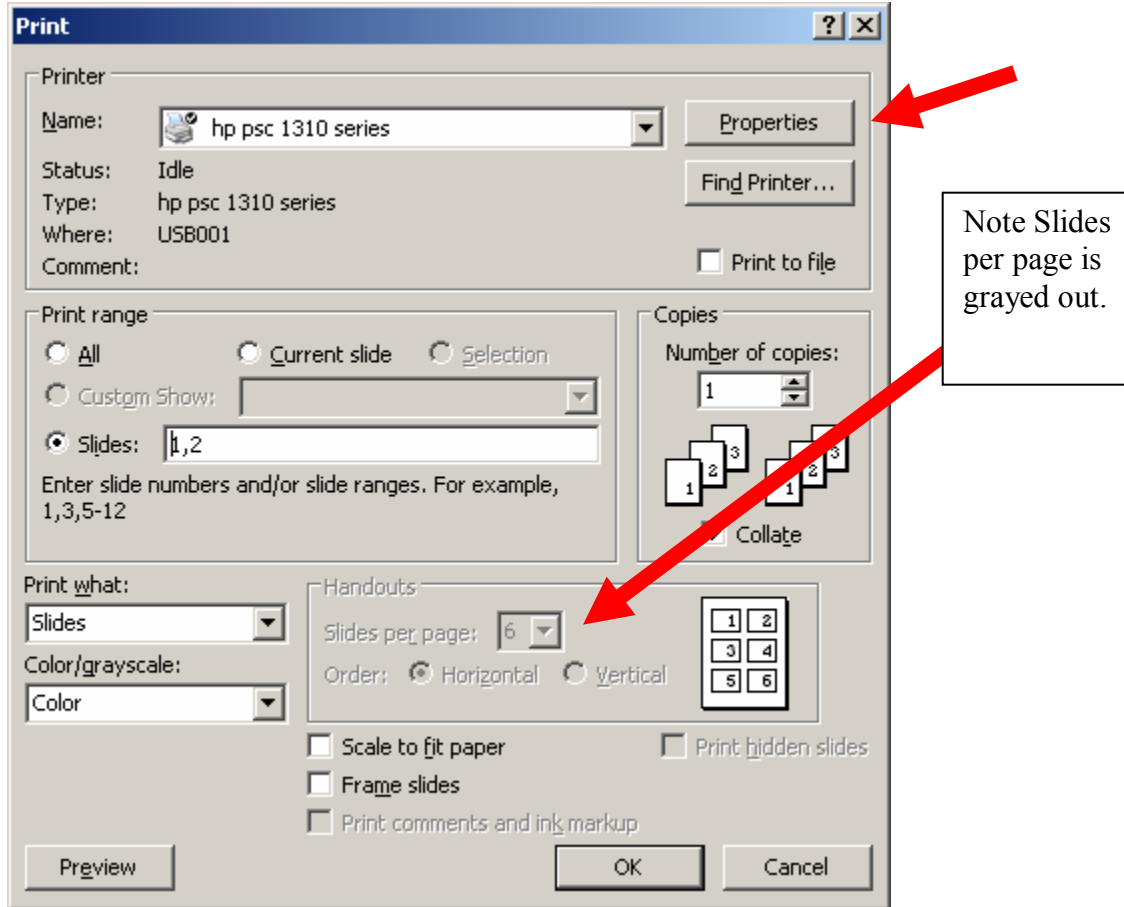 Print
Printer
Name:
hp psc 1310 series
Properties
Status:
Idle
Find Printer...
Type:
hp psc 1310 series
Where:
USB001
Comment:
Print to file
Note Slides
per page is
grayed out.
Print range
All
Current slide
Selection
Custom Show:
Slides:
1,2
Enter slide numbers and/or slide ranges. For example,
1,3,5-12
Copies
Number of copies:
1
1 2 3
1 2 3
Collate
Print what:
Slides
Color/grayscale:
Color
Handouts
Slides per page:
6
Order:
Horizontal
Vertical
1 2
3 4
5 6
Scale to fit paper
Print hidden slides
Frame slides
Print comments and ink markup
Preview
OK
Cancel